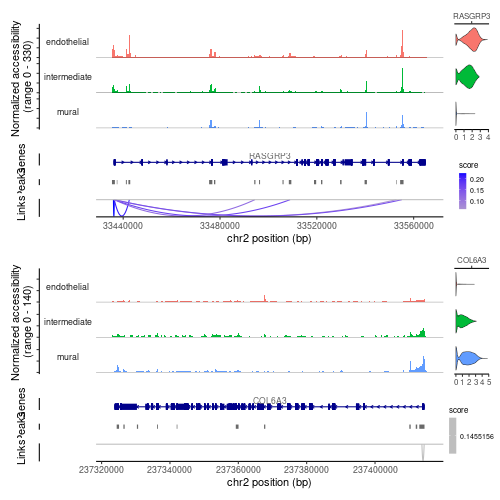 RASGRP3
Normalized accessibility
(range 0 - 330)
endothelial
intermediate
mural
0 1 2 3 4
Genes
RASGRP3
Peaks
Links
score
0.20
0.15
0.10
33440000 33480000 33520000 33560000
chr2 position (bp)
COL6A3
Normalized accessibility
(range 0 - 140)
endothelial
intermediate
mural
0 1 2 3 4 5
Genes
COL6A3
Peaks
Links
score
0.1455156
237320000 237340000 237360000 237380000 237400000
chr2 position (bp)